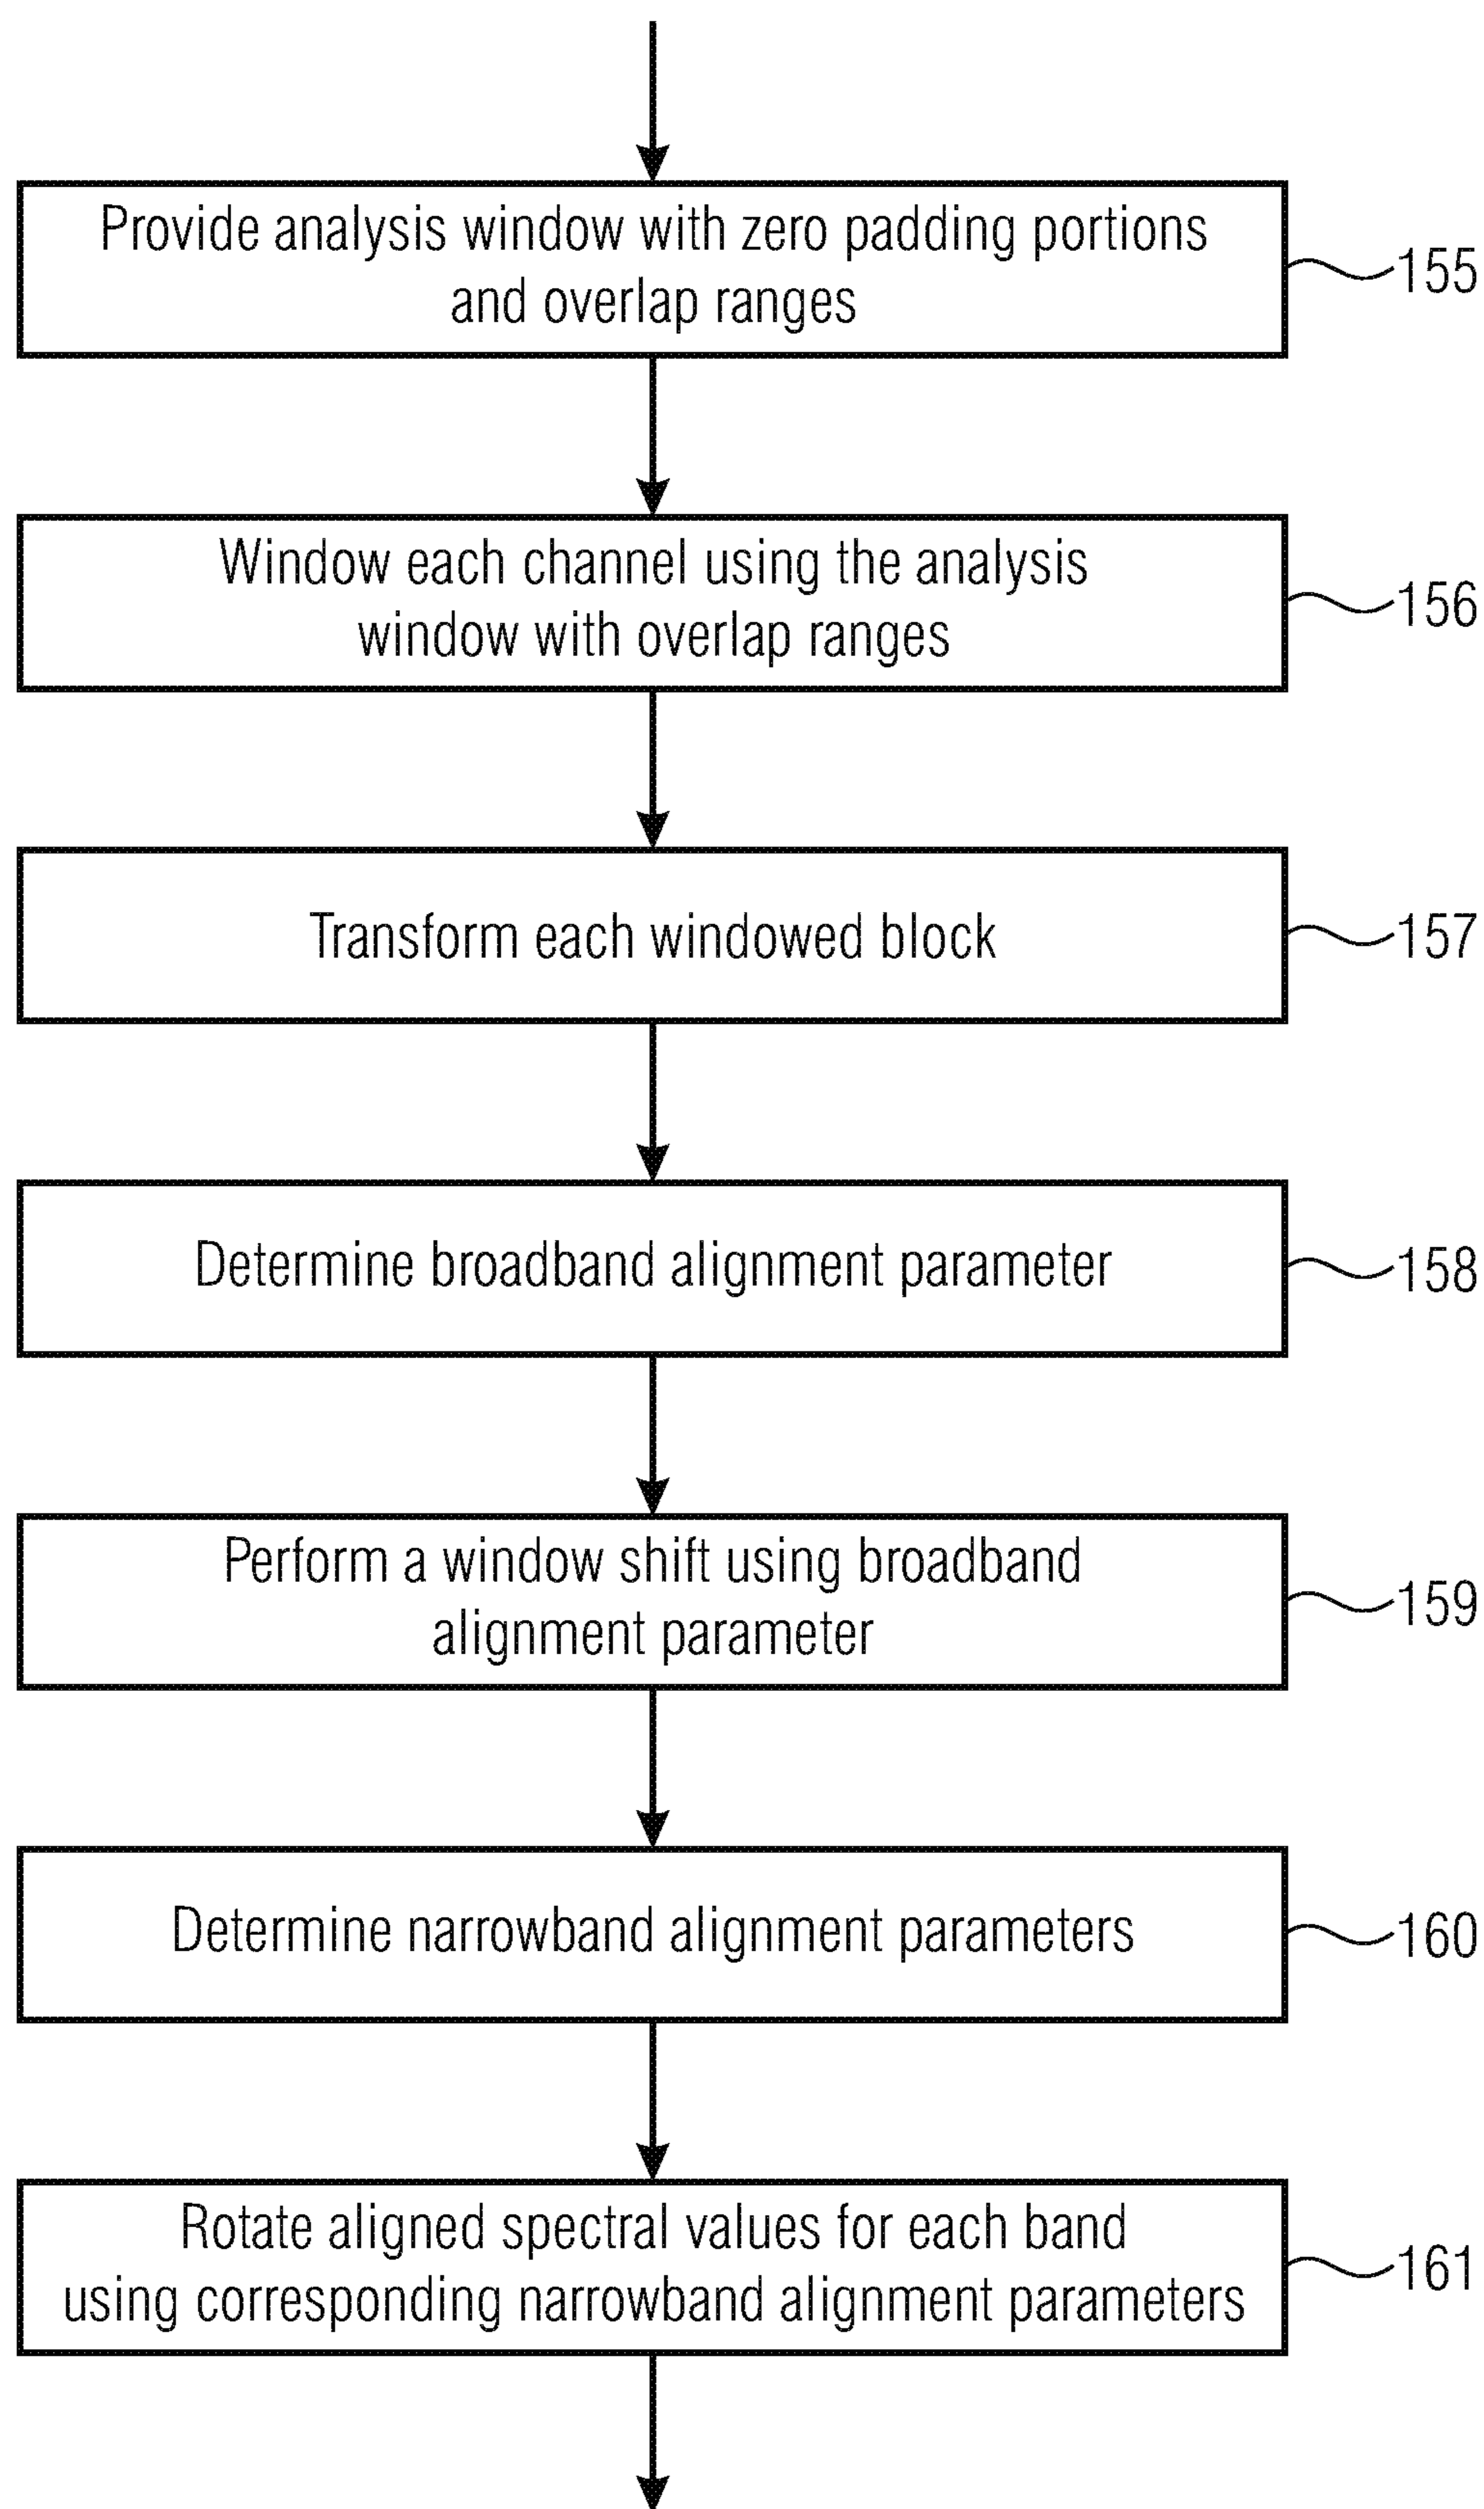 Provide analysis window with zero padding portions
and overlap ranges
155
Window each channel using the analysis
window with overlap ranges
156
Transform each windowed block
157
Determine broadband alignment parameter
158
Perform a window shift using broadband
alignment parameter
159
Determine narrowband alignment parameters
160
Rotate aligned spectral values for each band
using corresponding narrowband alignment parameters
161